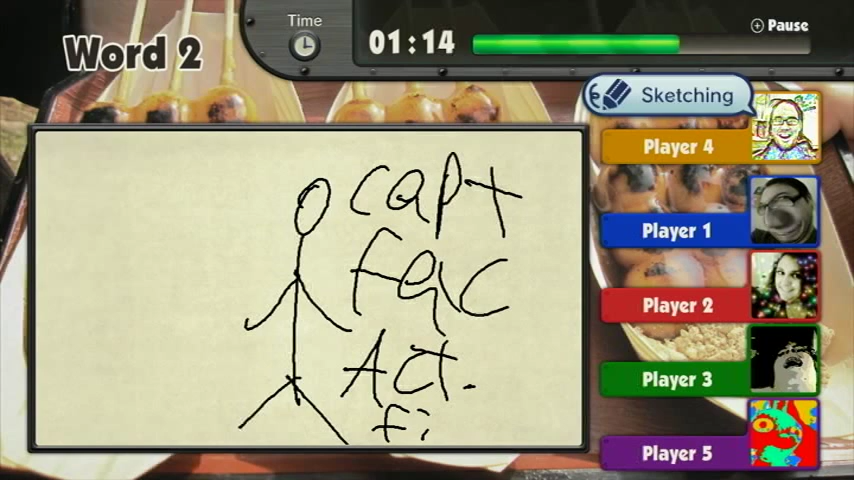 Word 2
Time
01:14
Pause
Sketching
Player 4
Player 1
Player 2
Player 3
Player 5
capt
fac
Act.
fi